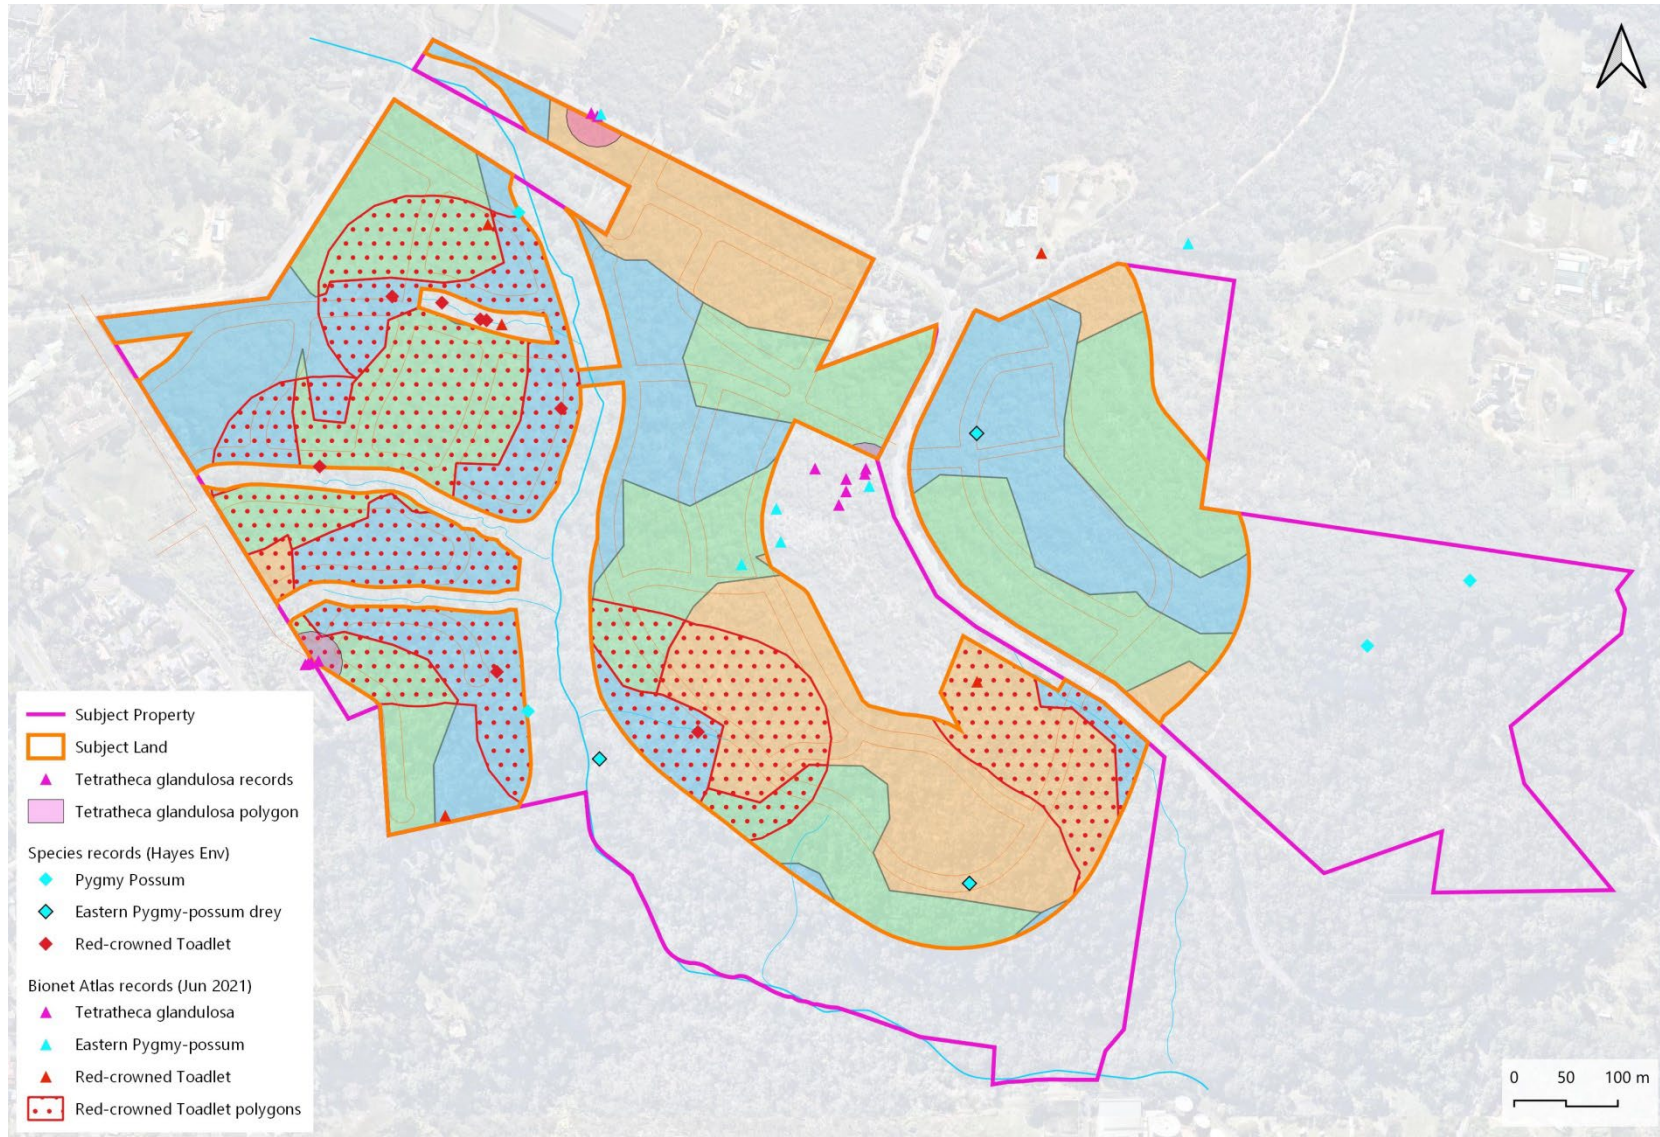 Subject Property
Subject Land
Tetratheca glandulosa records
Tetratheca glandulosa polygon
Species records (Hayes Env)
Pygmy Possum
Eastern Pygmy-possum drey
Red-crowned Toadlet
Bionet Atlas records (Jun 2021)
Tetratheca glandulosa
Eastern Pygmy-possum
Red-crowned Toadlet
Red-crowned Toadlet polygons
0 50 100 m